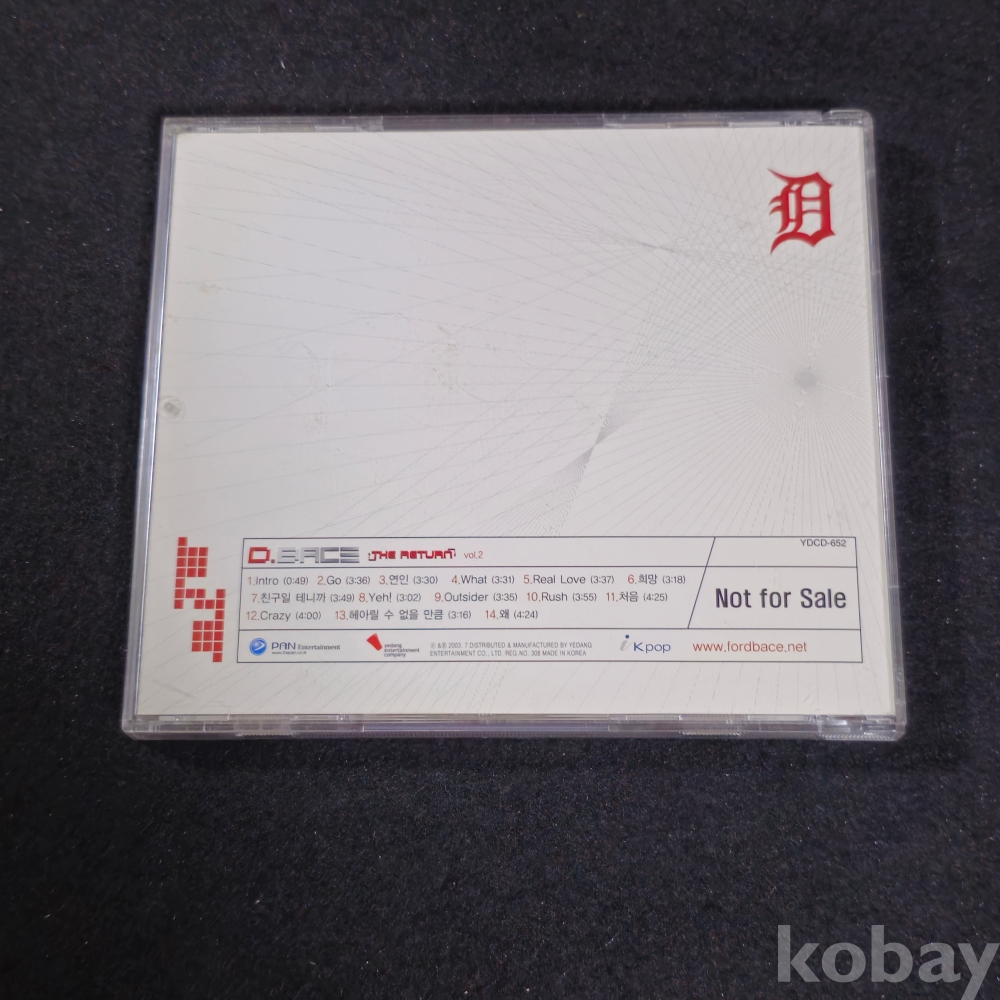 D
D.BACE THE RETURN vol.2
YDCD-652
1.Intro (0:49) 2.Go (3:36) 3.연인 (3:30) 4.What (3:31) 5.Real Love (3:37) 6.희망 (3:18)
7.친구일 테니까 (3:49) 8.Yeh! (3:02) 9.Outsider (3:35) 10.Rush (3:55) 11.처음 (4:25)
12.Crazy (4:00) 13.헤아릴 수 없을 만큼 (3:16) 14.왜 (4:24)
Not for Sale
PAN Entertainment
yedang
entertainment
company
ⓒ & ⓟ 2003. 7 DISTRIBUTED & MANUFACTURED BY YEDANG
ENTERTAINMENT CO., LTD. REG.NO. 308 MADE IN KOREA
iKpop
www.fordbace.net
kobay